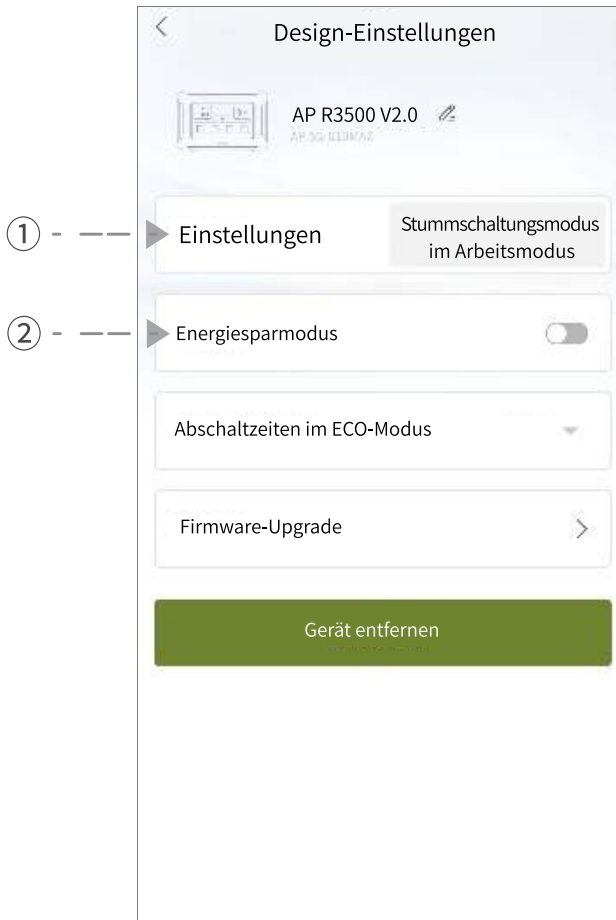 Design-Einstellungen
AP R3500 V2.0
① Einstellungen
Stummschaltungsmodus
im Arbeitsmodus
② Energiesparmodus
Abschaltzeiten im ECO-Modus
Firmware-Upgrade
Gerät entfernen